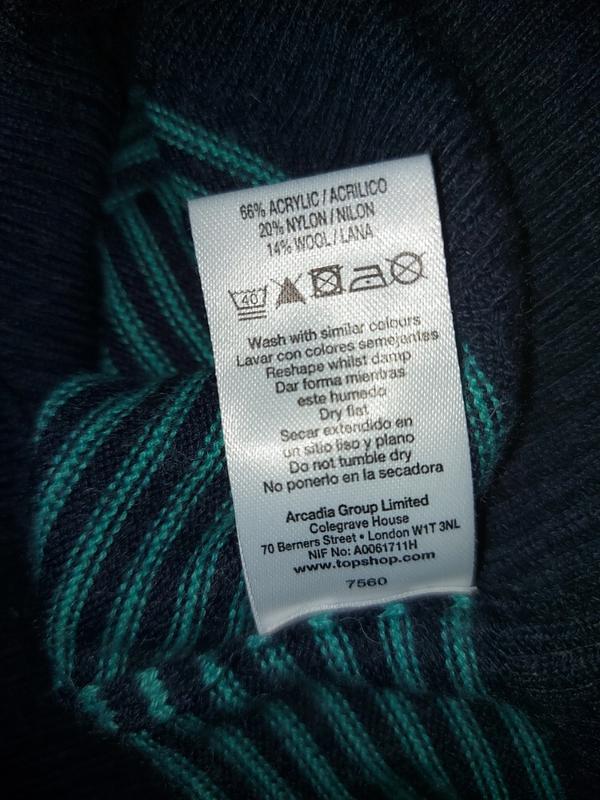 66% ACRYLIC / ACRILICO
20% NYLON / NILON
14% WOOL / LANA
40
Wash with similar colours
Lavar con colores semejantes
Reshape whilst damp
Dar forma mientras
este humedo
Dry flat
Secar extendido en
un sitio liso y plano
Do not tumble dry
No ponerlo en la secadora
Arcadia Group Limited
Colegrave House
70 Berners Street • London W1T 3NL
NIF No: A0061711H
www.topshop.com
7560